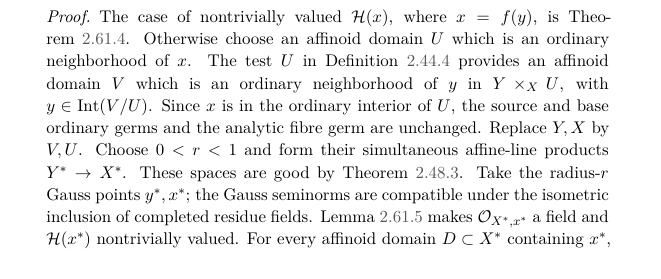 Proof. The case of nontrivially valued ℋ(x), where x = f(y), is Theo-
rem 2.61.4. Otherwise choose an affinoid domain U which is an ordinary
neighborhood of x. The test U in Definition 2.44.4 provides an affinoid
domain V which is an ordinary neighborhood of y in Y ×_X U, with
y ∈ Int(V/U). Since x is in the ordinary interior of U, the source and base
ordinary germs and the analytic fibre germ are unchanged. Replace Y, X by
V, U. Choose 0 < r < 1 and form their simultaneous affine-line products
Y* → X*. These spaces are good by Theorem 2.48.3. Take the radius-r
Gauss points y*, x*; the Gauss seminorms are compatible under the isometric
inclusion of completed residue fields. Lemma 2.61.5 makes 𝒪_{X*,x*} a field and
ℋ(x*) nontrivially valued. For every affinoid domain D ⊂ X* containing x*,